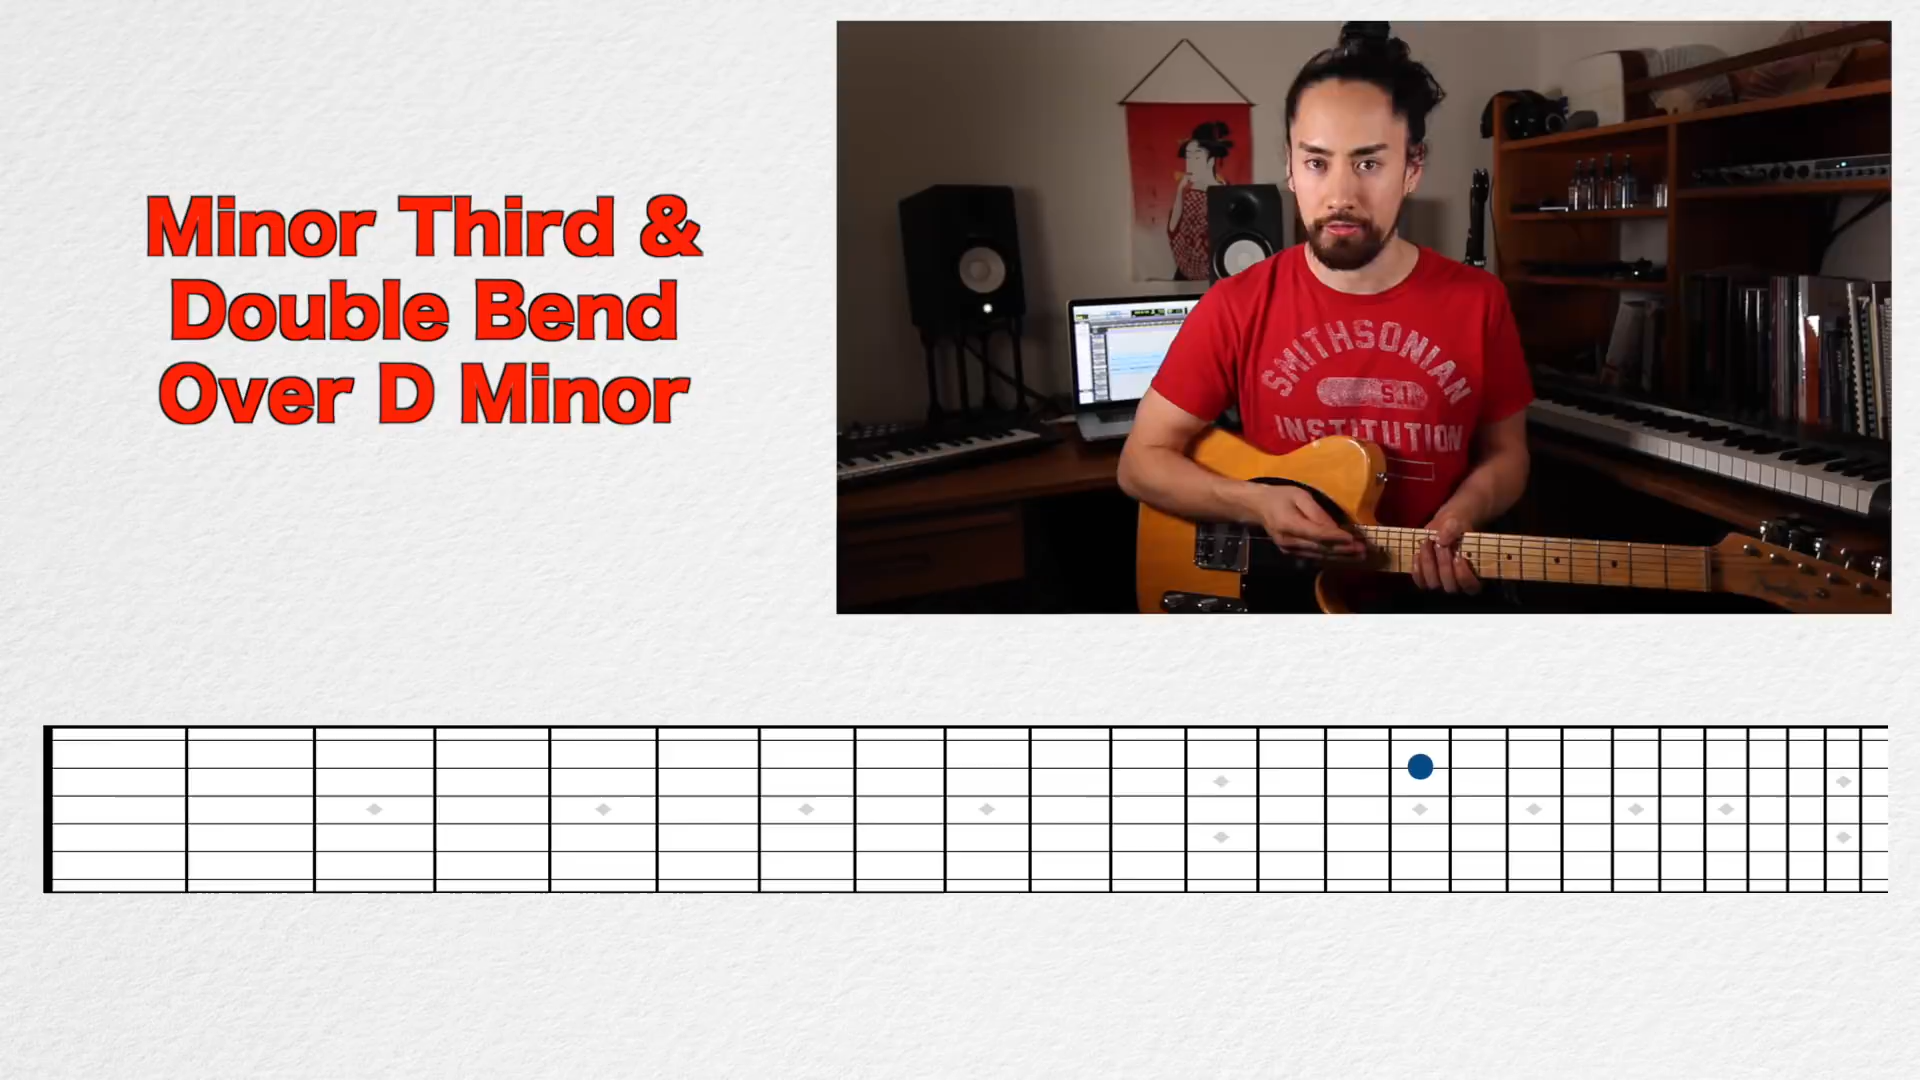 Minor Third &
Double Bend
Over D Minor
SMITHSONIAN
S.I.
INSTITUTION